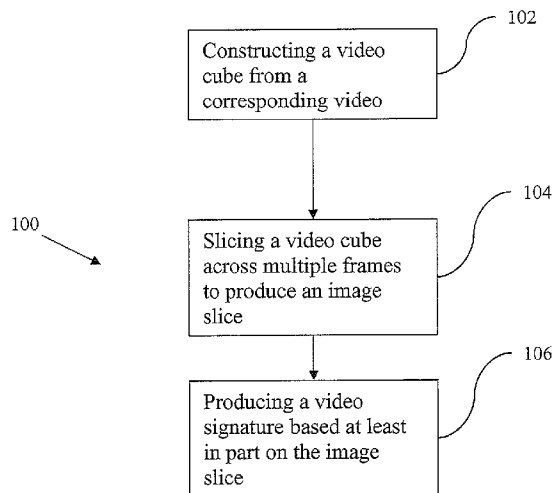 102
Constructing a video
cube from a
corresponding video
104
100
Slicing a video cube
across multiple frames
to produce an image
slice
106
Producing a video
signature based at least
in part on the image
slice